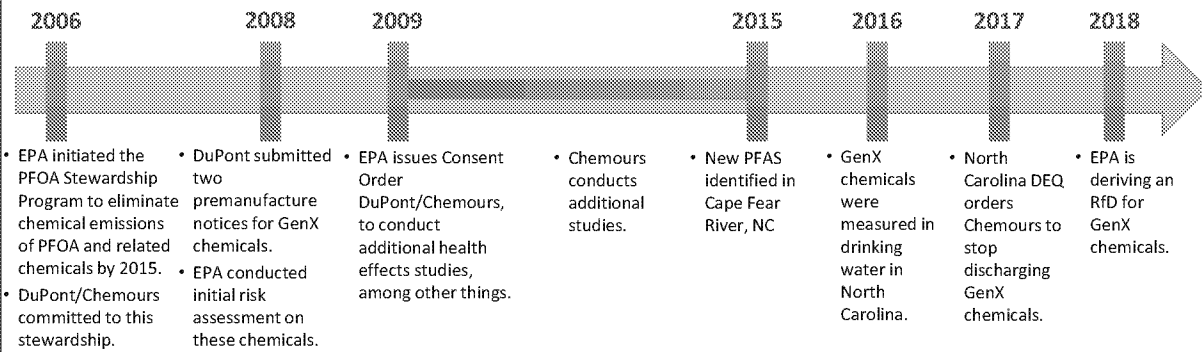 2006
2008
2009
2015
2016
2017
2018
• EPA initiated the
PFOA Stewardship
Program to eliminate
chemical emissions
of PFOA and related
chemicals by 2015.
• DuPont/Chemours
committed to this
stewardship.
• DuPont submitted
two
premanufacture
notices for GenX
chemicals.
• EPA conducted
initial risk
assessment on
these chemicals.
• EPA issues Consent
Order
DuPont/Chemours,
to conduct
additional health
effects studies,
among other things.
• Chemours
conducts
additional
studies.
• New PFAS
identified in
Cape Fear
River, NC
• GenX
chemicals
were
measured in
drinking
water in
North
Carolina.
• North
Carolina DEQ
orders
Chemours to
stop
discharging
GenX
chemicals.
• EPA is
deriving an
RfD for
GenX
chemicals.